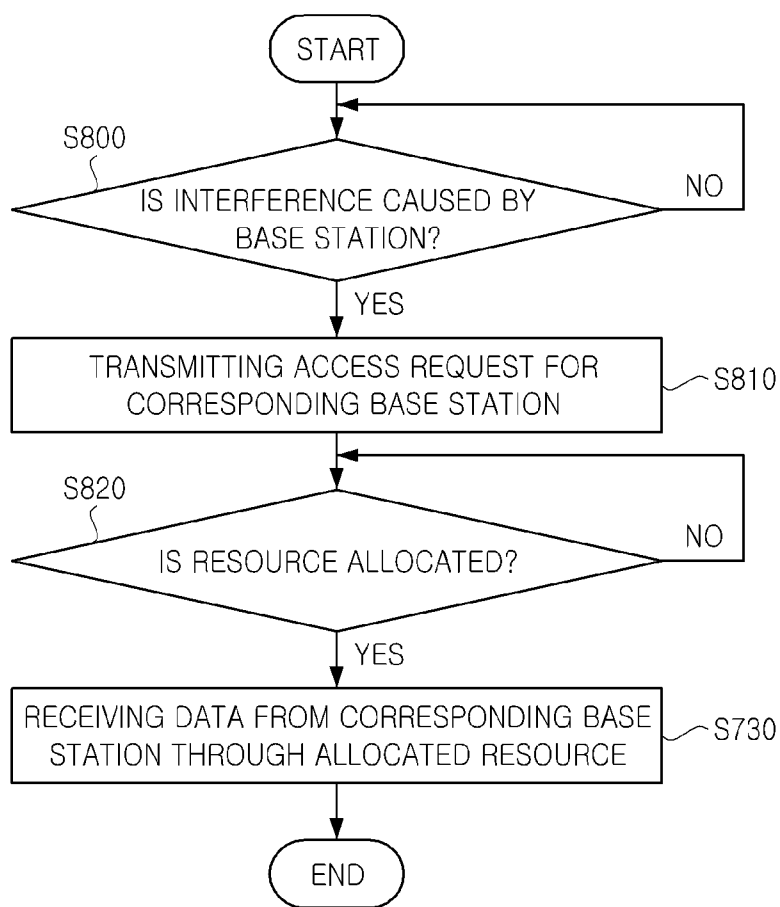 START
S800
IS INTERFERENCE CAUSED BY
BASE STATION?
NO
YES
TRANSMITTING ACCESS REQUEST FOR
CORRESPONDING BASE STATION
S810
S820
IS RESOURCE ALLOCATED?
NO
YES
RECEIVING DATA FROM CORRESPONDING BASE
STATION THROUGH ALLOCATED RESOURCE
S730
END